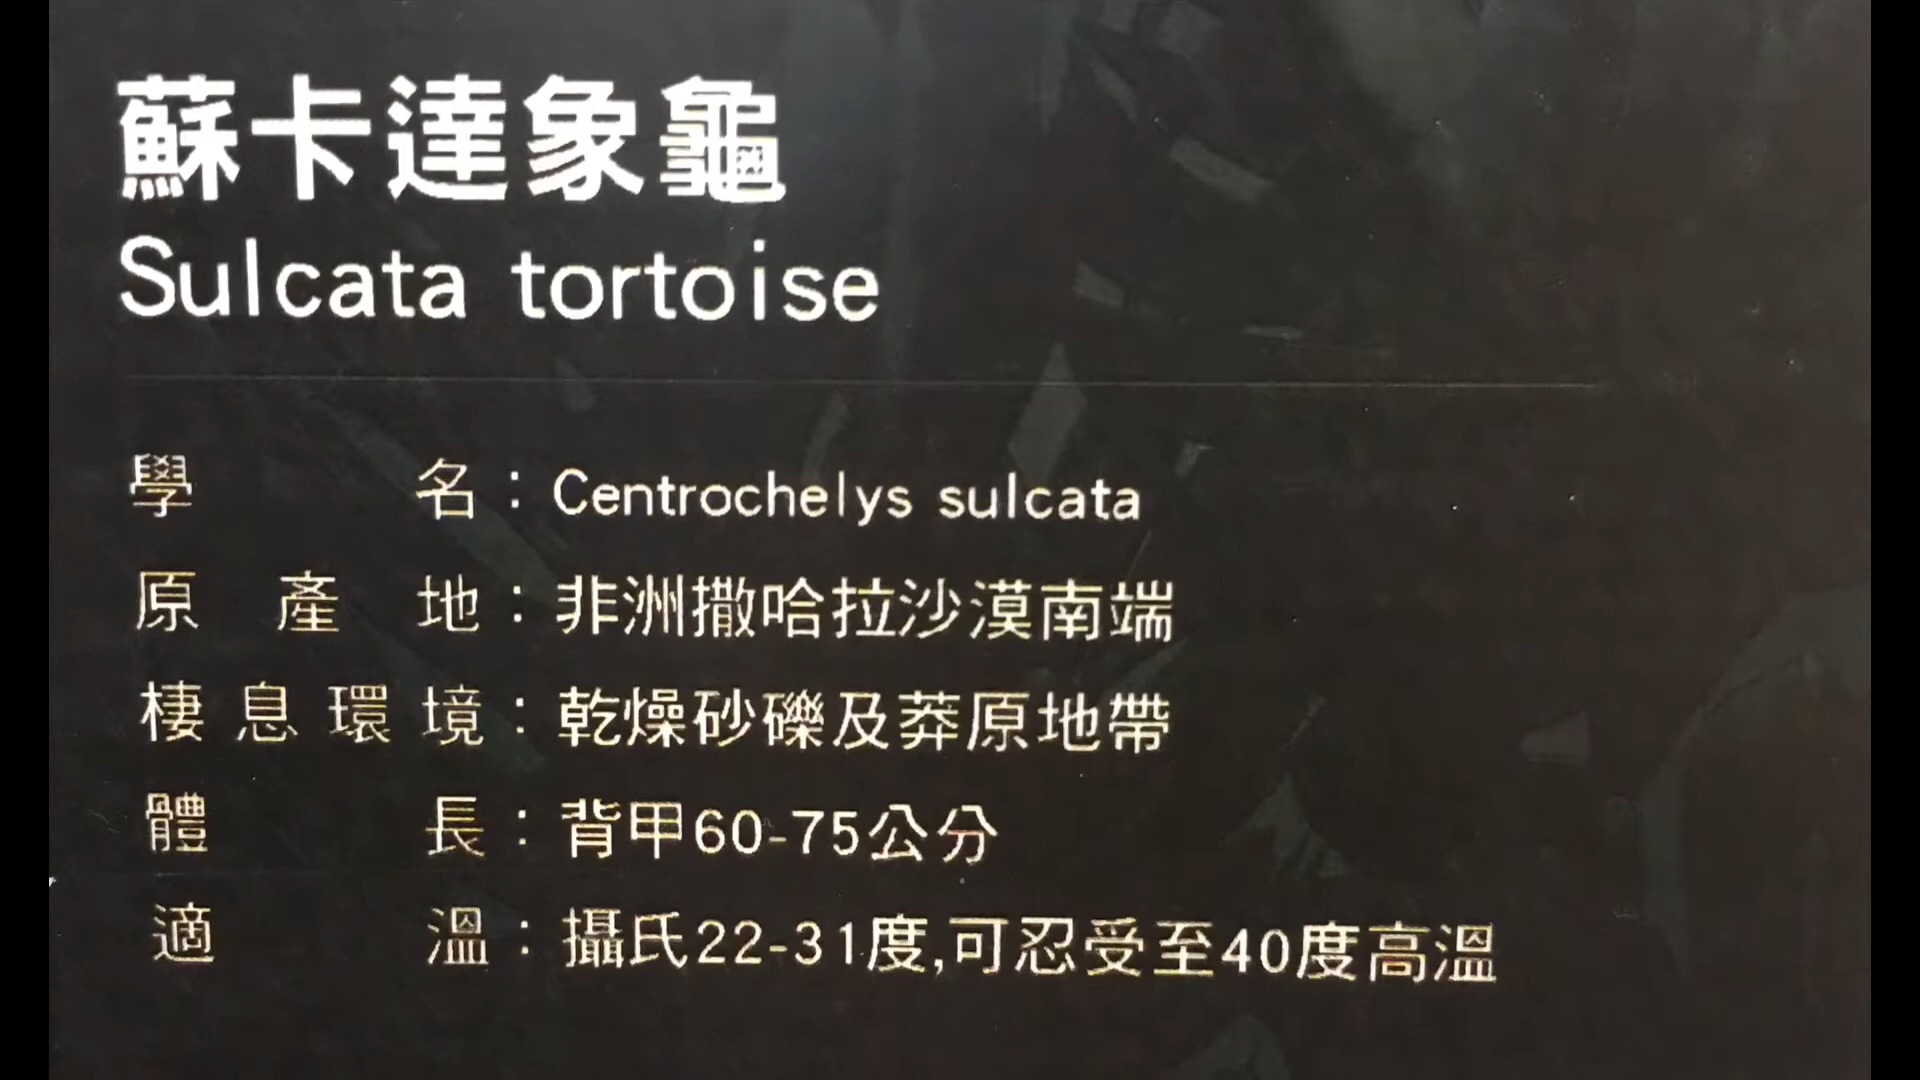 蘇卡達象龜
Sulcata tortoise
學名：Centrochelys sulcata
原產地：非洲撒哈拉沙漠南端
棲息環境：乾燥砂礫及莽原地帶
體長：背甲60-75公分
適溫：攝氏22-31度,可忍受至40度高溫